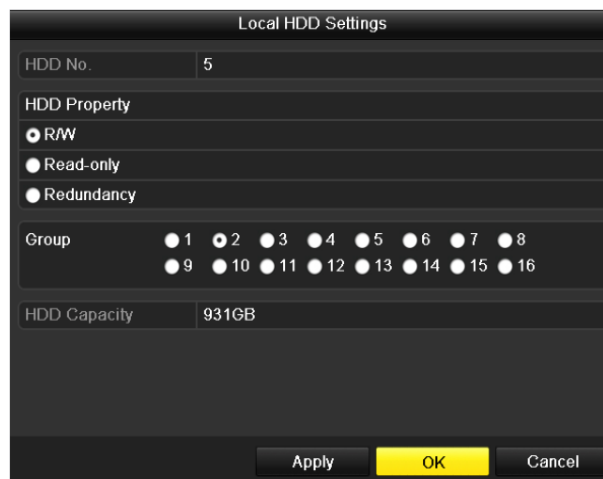 Local HDD Settings
HDD No. 5
HDD Property
R/W
Read-only
Redundancy
Group 1 2 3 4 5 6 7 8
9 10 11 12 13 14 15 16
HDD Capacity 931GB
Apply OK Cancel